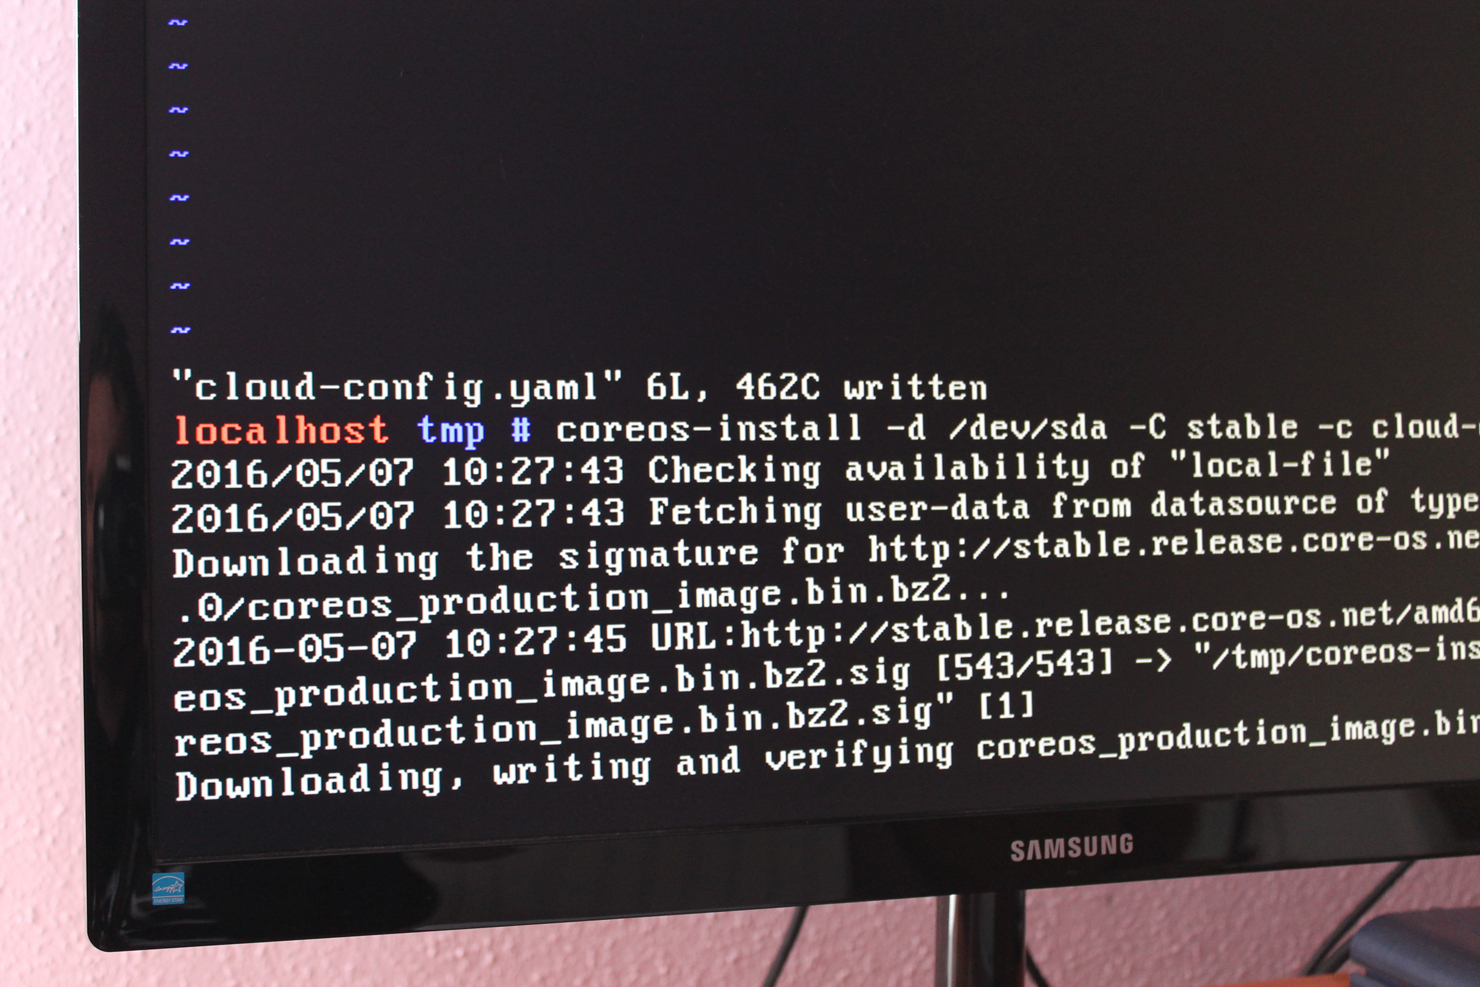 ~
~
~
~
~
~
~
~
"cloud-config.yaml" 6L, 462C written
localhost tmp # coreos-install -d /dev/sda -C stable -c cloud-
2016/05/07 10:27:43 Checking availability of "local-file"
2016/05/07 10:27:43 Fetching user-data from datasource of type
Downloading the signature for http://stable.release.core-os.ne
.0/coreos_production_image.bin.bz2...
2016-05-07 10:27:45 URL:http://stable.release.core-os.net/amd6
eos_production_image.bin.bz2.sig [543/543] -> "/tmp/coreos-ins
reos_production_image.bin.bz2.sig" [1]
Downloading, writing and verifying coreos_production_image.bin
SAMSUNG